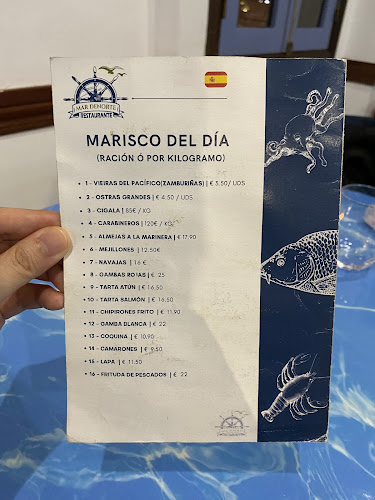 MAR DENORTE
RESTAURANTE
MARISCO DEL DÍA
(RACIÓN Ó POR KILOGRAMO)
• 1 - VIEIRAS DEL PACÍFICO(ZAMBURIÑAS) | € 3.50/ UDS
• 2 - OSTRAS GRANDES | € 4.50 / UDS
• 3 - CIGALA | 85€ / KG
• 4 - CARABINEROS | 120€ / KG
• 5 - ALMEJAS A LA MARINERA | € 17.90
• 6 - MEJILLONES | 12.50€
• 7 - NAVAJAS | 16 €
• 8 - GAMBAS ROJAS | € 25
• 9 - TARTA ATÚN | € 16.50
• 10 - TARTA SALMÓN | € 16.50
• 11 - CHIPIRONES FRITO | € 11.90
• 12 - GAMBA BLANCA | € 22
• 13 - COQUINA | € 10.90
• 14 - CAMARONES | € 9.50
• 15 - LAPA | € 11.50
• 16 - FRITUDA DE PESCADOS | € 22